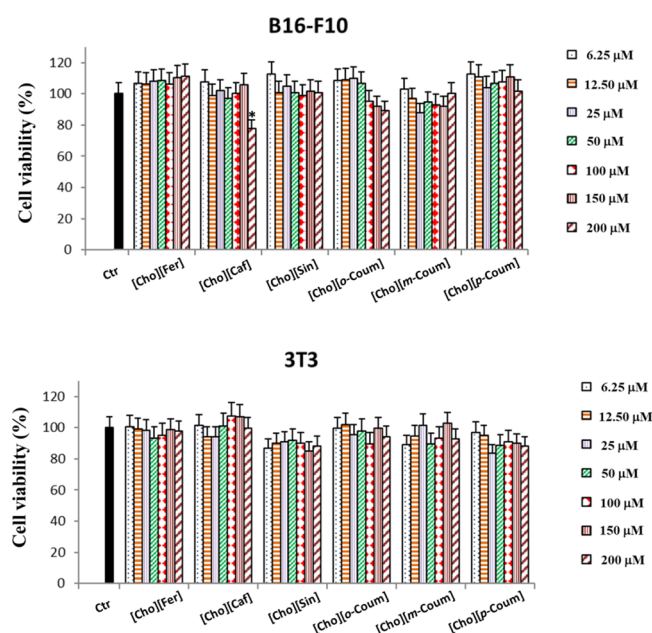 B16-F10
Cell viability (%)
120
100
80
60
40
20
0
*
Ctr
[Cho][Fer]
[Cho][Caf]
[Cho][Sin]
[Cho][o-Coum]
[Cho][m-Coum]
[Cho][p-Coum]
6.25 µM
12.50 µM
25 µM
50 µM
100 µM
150 µM
200 µM
3T3
Cell viability (%)
120
100
80
60
40
20
0
Ctr
[Cho][Fer]
[Cho][Caf]
[Cho][Sin]
[Cho][o-Coum]
[Cho][m-Coum]
[Cho][p-Coum]
6.25 µM
12.50 µM
25 µM
50 µM
100 µM
150 µM
200 µM